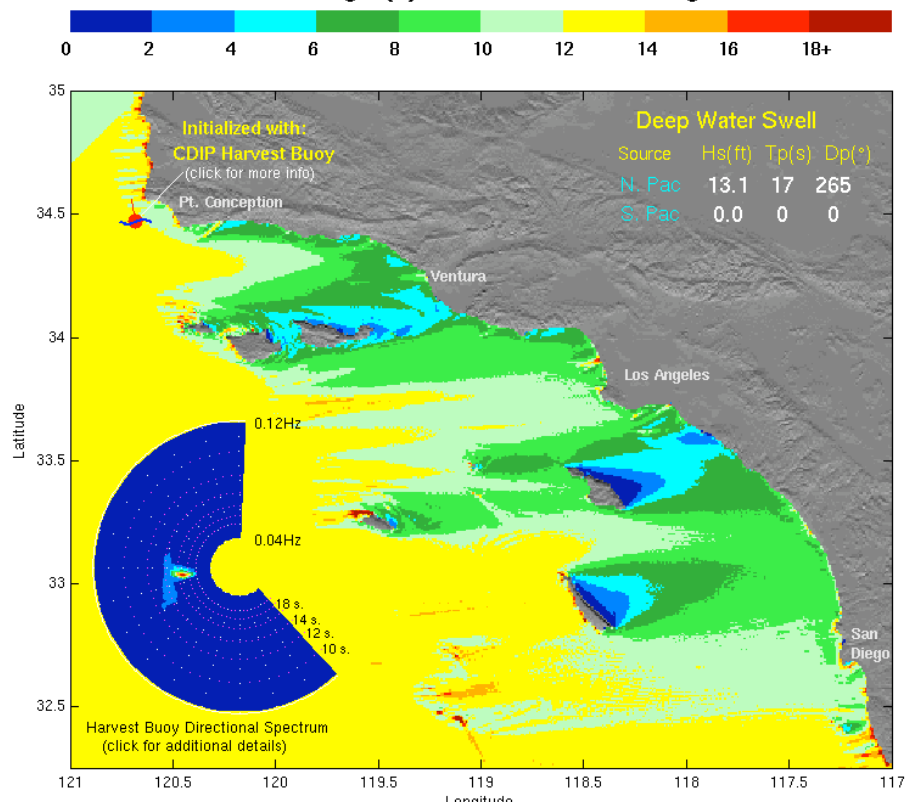 0 2 4 6 8 10 12 14 16 18+
35
34.5
34
33.5
33
32.5
Latitude
121 120.5 120 119.5 119 118.5 118 117.5 117
Longitude
Initialized with:
CDIP Harvest Buoy
(click for more info)
Pt. Conception
Deep Water Swell
Source Hs(ft) Tp(s) Dp(°)
N. Pac 13.1 17 265
S. Pac 0.0 0 0
Ventura
Los Angeles
San
Diego
0.12Hz
0.04Hz
18 s.
14 s.
12 s.
10 s.
Harvest Buoy Directional Spectrum
(click for additional details)